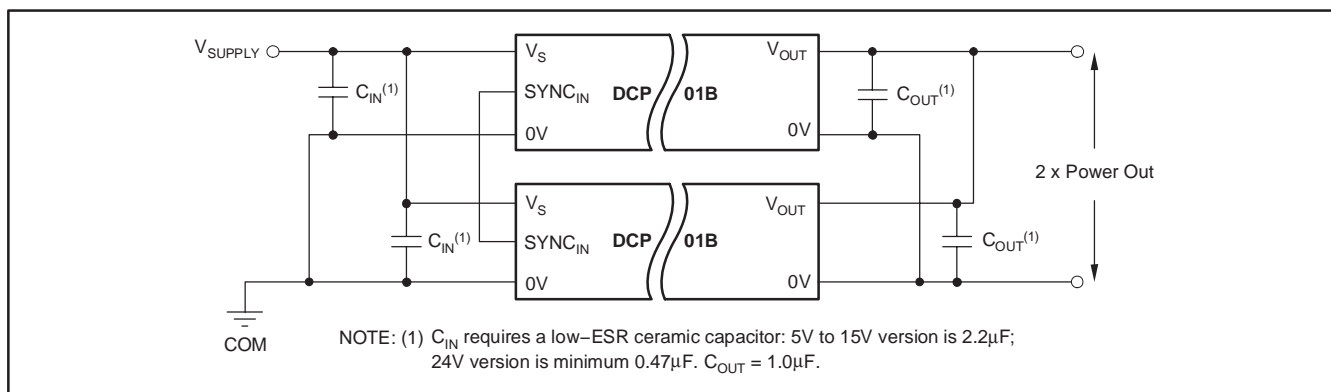 V_SUPPLY
V_S
V_OUT
C_IN(1)
SYNC_IN
DCP
01B
C_OUT(1)
0V
0V
2 x Power Out
V_S
V_OUT
C_IN(1)
SYNC_IN
DCP
01B
C_OUT(1)
0V
0V
COM
NOTE: (1) C_IN requires a low–ESR ceramic capacitor: 5V to 15V version is 2.2μF;
24V version is minimum 0.47μF. C_OUT = 1.0μF.